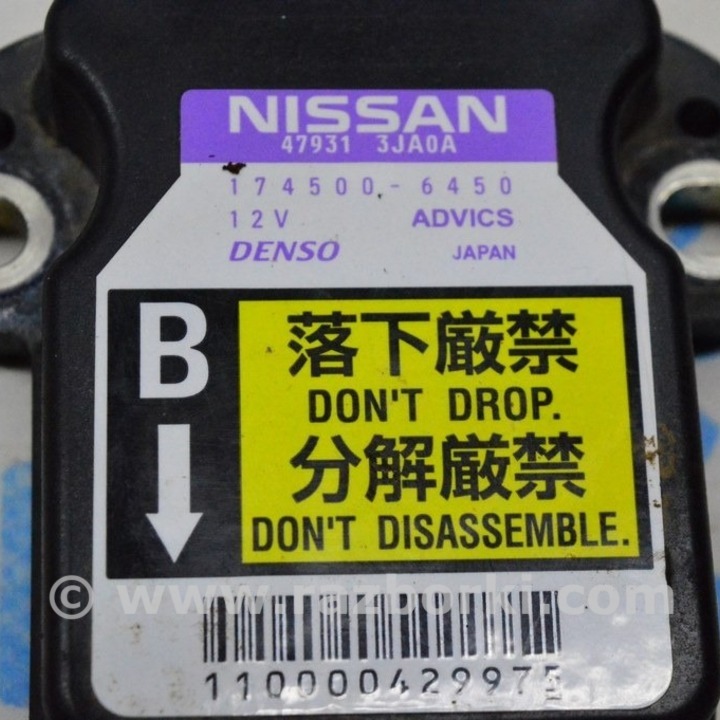 NISSAN
47931 3JA0A
174500-6450
12V ADVICS
DENSO JAPAN
B
落下厳禁
DON'T DROP.
分解厳禁
DON'T DISASSEMBLE.
© www.razborki.com
110000429975